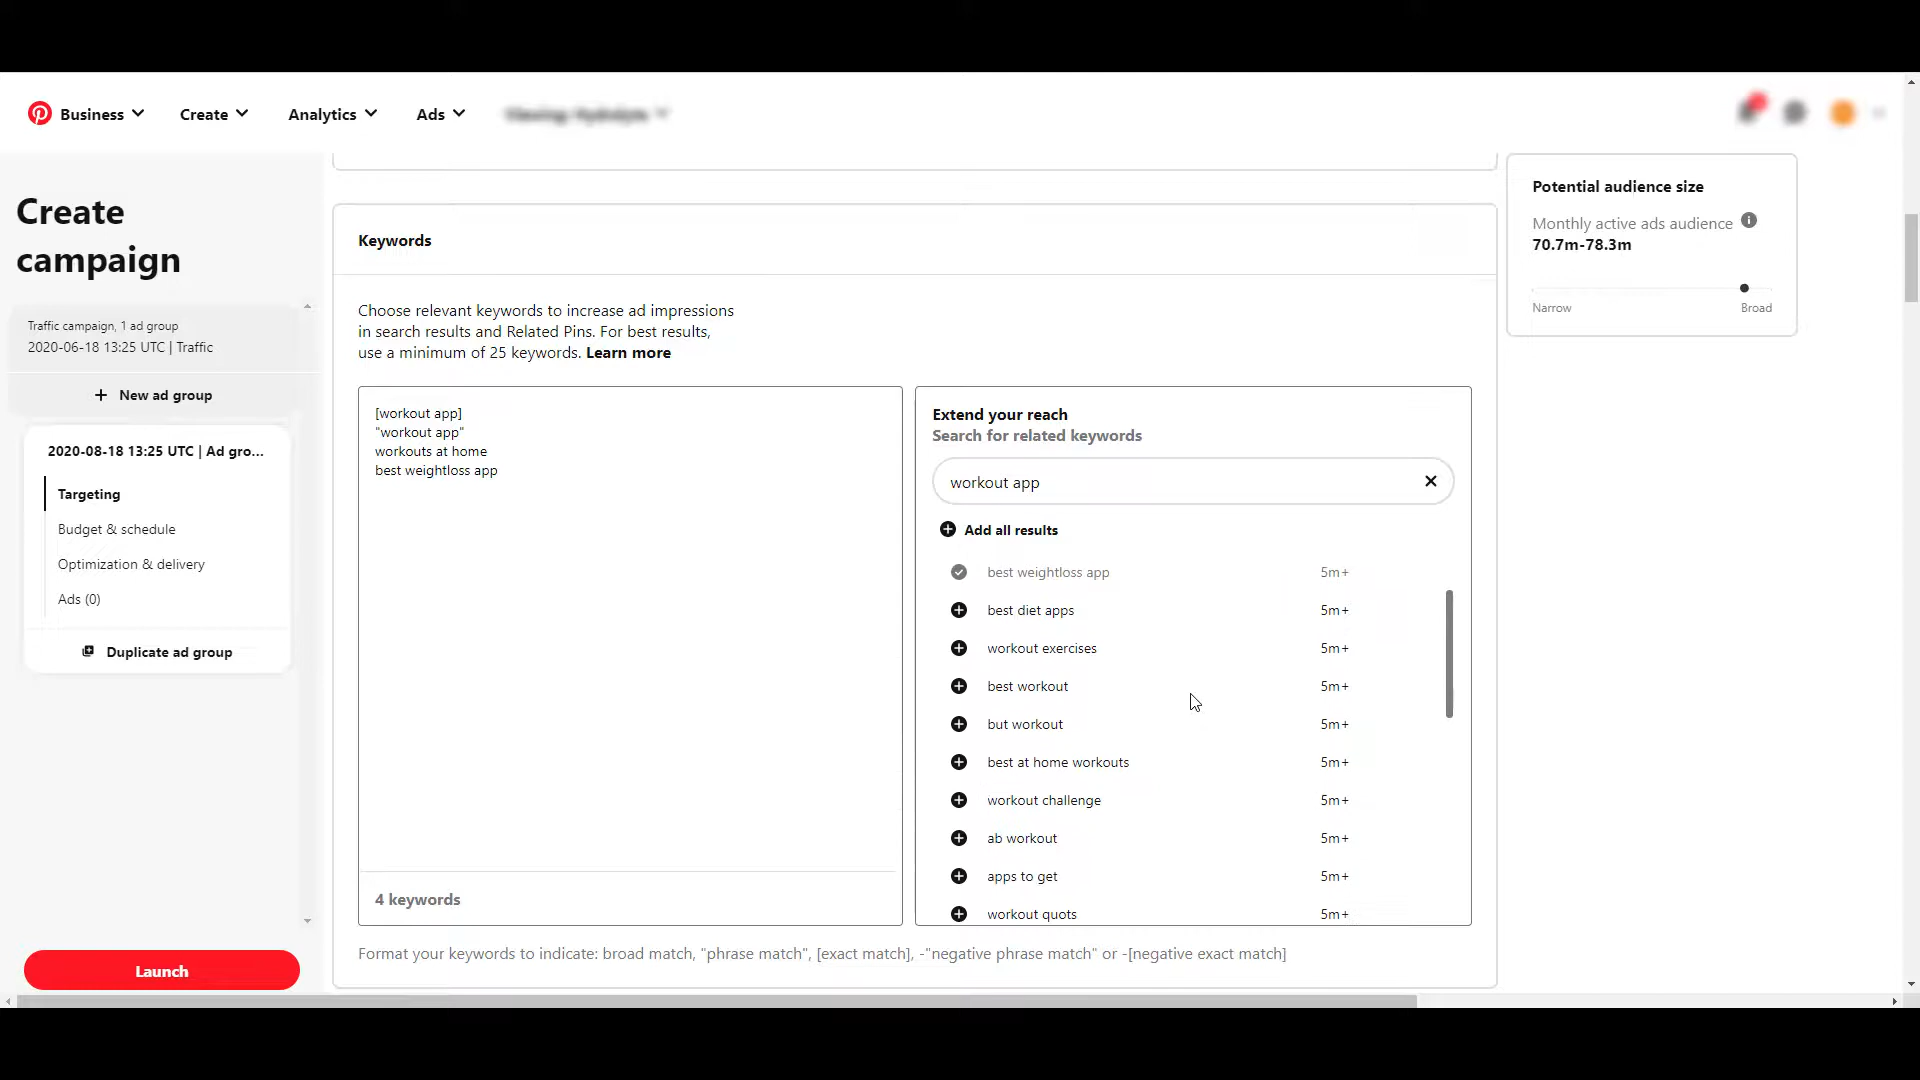 Business
Create
Analytics
Ads
Create
campaign
Traffic campaign, 1 ad group
2020-06-18 13:25 UTC | Traffic
New ad group
2020-08-18 13:25 UTC | Ad gro...
Targeting
Budget & schedule
Optimization & delivery
Ads (0)
Duplicate ad group
Launch
Keywords
Choose relevant keywords to increase ad impressions
in search results and Related Pins. For best results,
use a minimum of 25 keywords. Learn more
[workout app]
"workout app"
workouts at home
best weightloss app
4 keywords
Extend your reach
Search for related keywords
workout app
Add all results
best weightloss app 5m+
best diet apps 5m+
workout exercises 5m+
best workout 5m+
but workout 5m+
best at home workouts 5m+
workout challenge 5m+
ab workout 5m+
apps to get 5m+
workout quots 5m+
Format your keywords to indicate: broad match, "phrase match", [exact match], -"negative phrase match" or -[negative exact match]
Potential audience size
Monthly active ads audience
70.7m-78.3m
Narrow
Broad